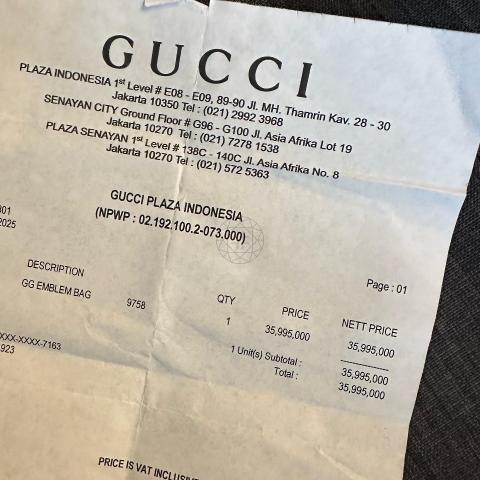 GUCCI
PLAZA INDONESIA 1st Level # E08 - E09, 89-90 Jl. MH. Thamrin Kav. 28 - 30
Jakarta 10350 Tel : (021) 2992 3968
SENAYAN CITY Ground Floor # G96 - G100 Jl. Asia Afrika Lot 19
Jakarta 10270 Tel : (021) 7278 1538
PLAZA SENAYAN 1st Level # 138C - 140C Jl. Asia Afrika No. 8
Jakarta 10270 Tel : (021) 572 5363
GUCCI PLAZA INDONESIA
(NPWP : 02.192.100.2-073.000)
001
2025
Page : 01
DESCRIPTION QTY PRICE NETT PRICE
GG EMBLEM BAG 9758 1 35,995,000 35,995,000
1 Unit(s) Subtotal : 35,995,000
Total : 35,995,000
XXX-XXXX-7163
923
PRICE IS VAT INCLUSIVE